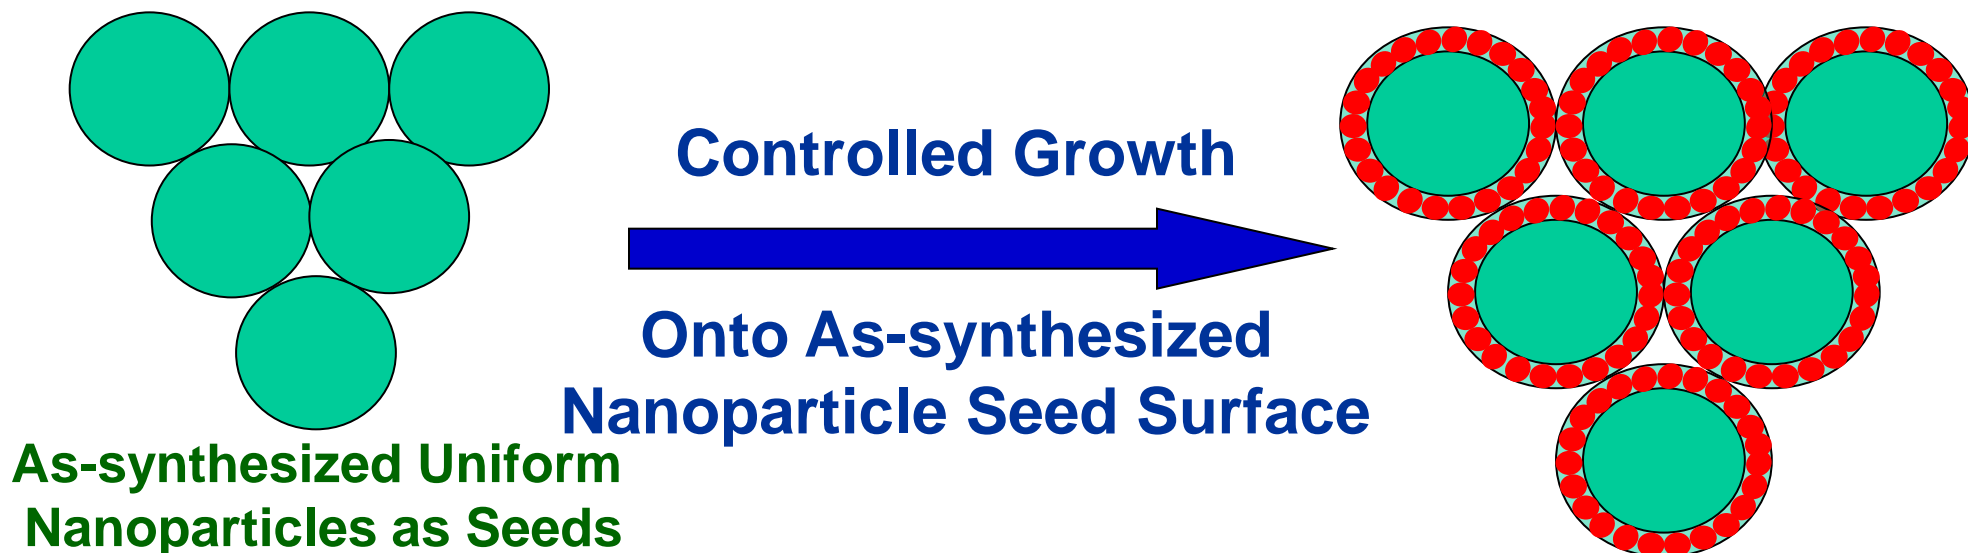 Controlled Growth
Onto As-synthesized
Nanoparticle Seed Surface
As-synthesized Uniform
Nanoparticles as Seeds